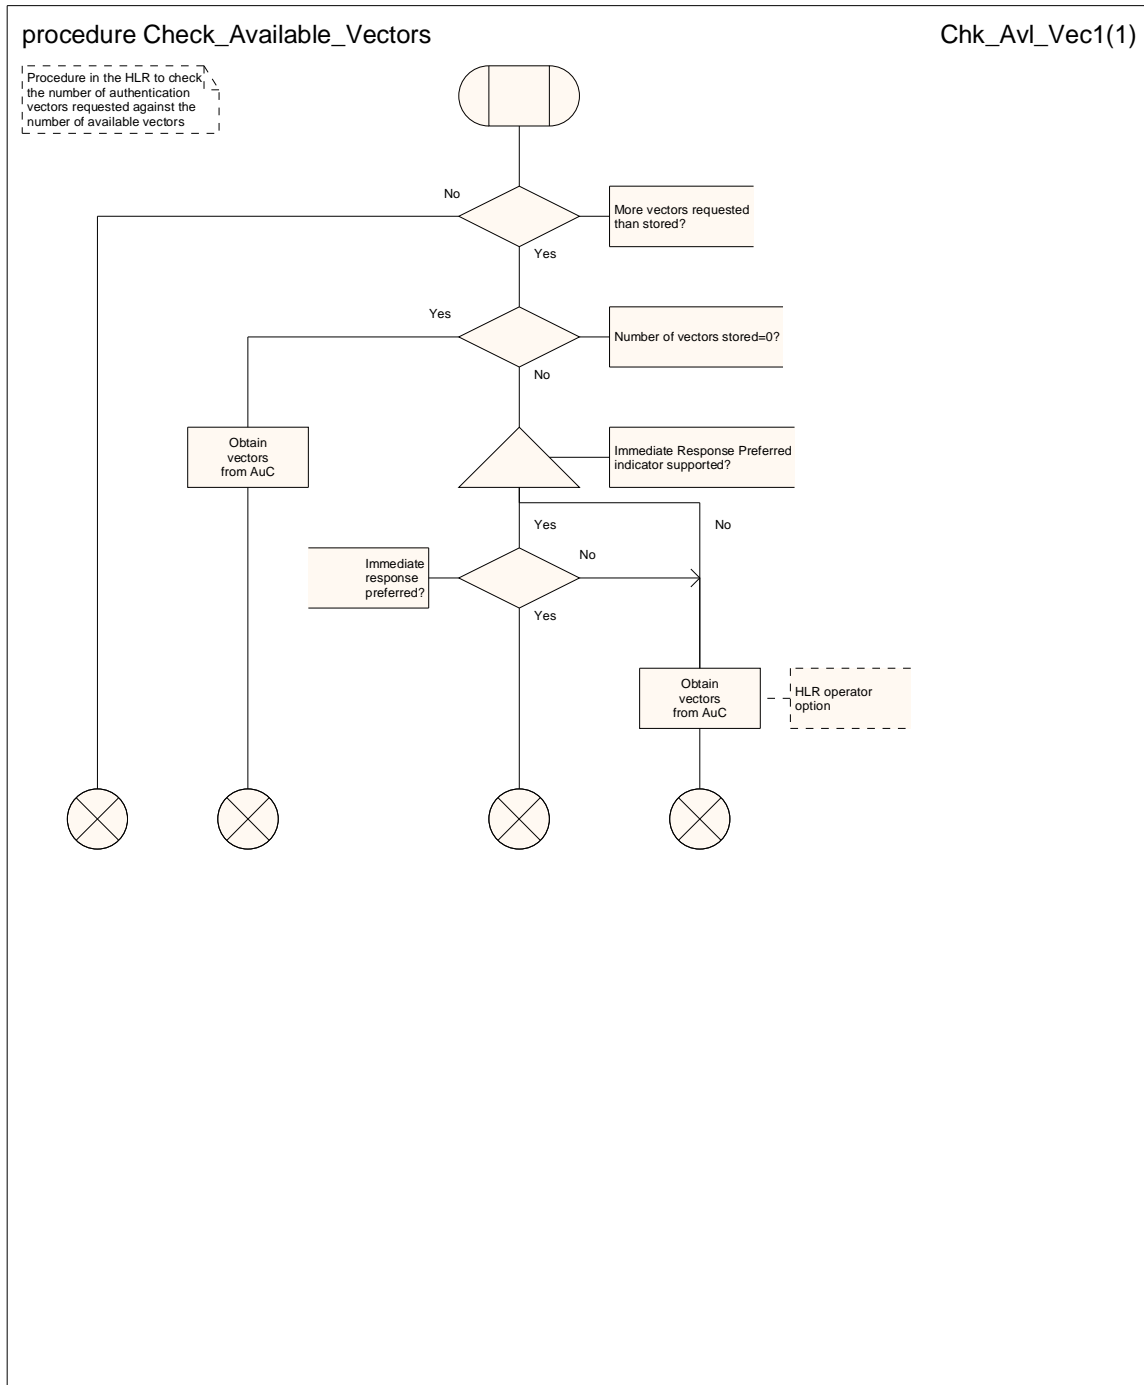 procedure Check_Available_Vectors
Chk_Avl_Vec1(1)
Procedure in the HLR to check
the number of authentication
vectors requested against the
number of available vectors
No
More vectors requested
than stored?
Yes
Yes
Number of vectors stored=0?
No
Obtain
vectors
from AuC
Immediate Response Preferred
indicator supported?
Yes
No
Immediate
response
preferred?
No
Yes
Obtain
vectors
from AuC
HLR operator
option